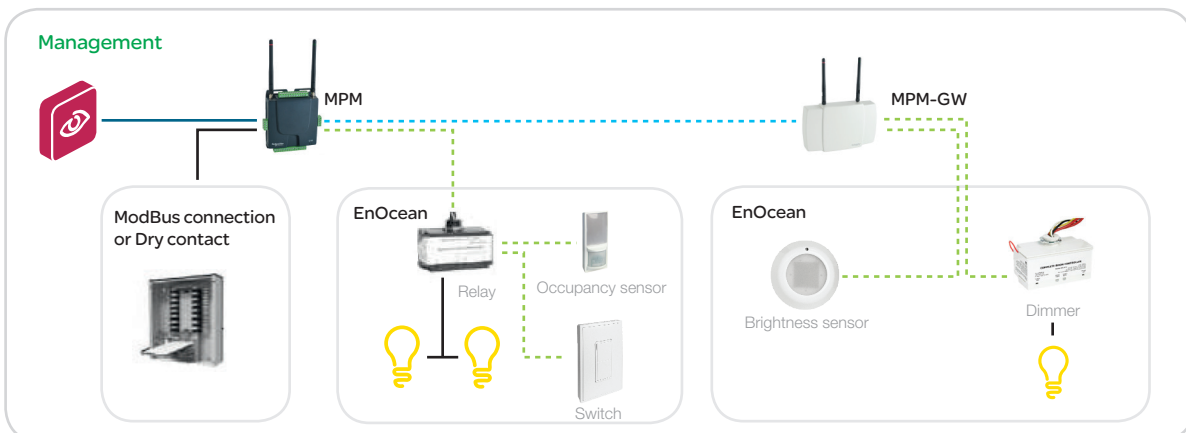 Management
MPM
MPM-GW
ModBus connection
or Dry contact
EnOcean
Relay
Occupancy sensor
Switch
EnOcean
Brightness sensor
Dimmer